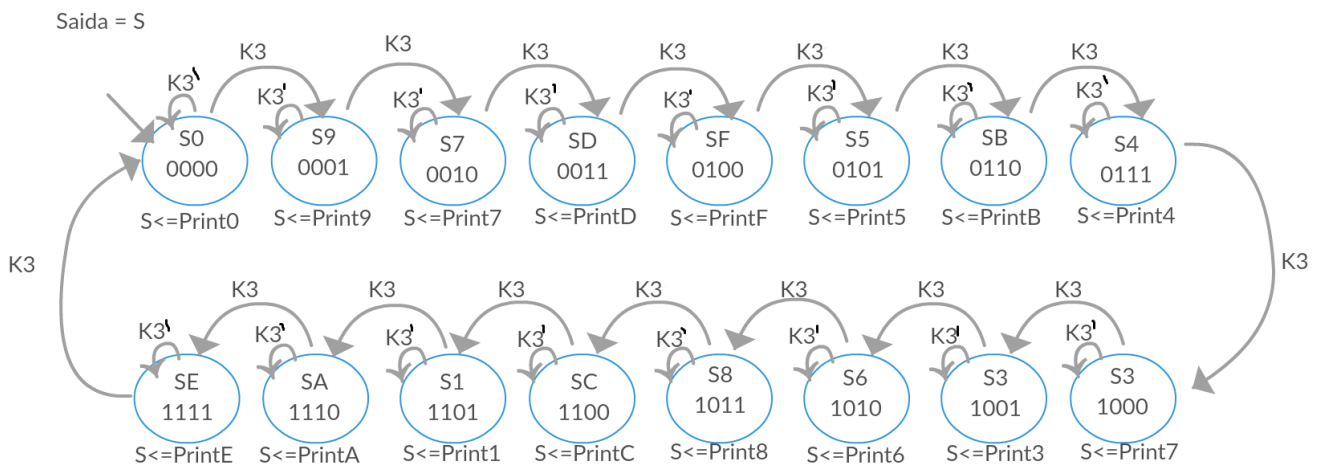 Saida = S
K3 K3 K3 K3 K3 K3 K3
K3' K3' K3' K3' K3' K3' K3' K3'
S0 S9 S7 SD SF S5 SB S4
0000 0001 0010 0011 0100 0101 0110 0111
S<=Print0 S<=Print9 S<=Print7 S<=PrintD S<=PrintF S<=Print5 S<=PrintB S<=Print4
K3 K3
K3 K3 K3 K3 K3 K3 K3
K3' K3' K3' K3' K3' K3' K3' K3'
SE SA S1 SC S8 S6 S3 S3
1111 1110 1101 1100 1011 1010 1001 1000
S<=PrintE S<=PrintA S<=Print1 S<=PrintC S<=Print8 S<=Print6 S<=Print3 S<=Print7